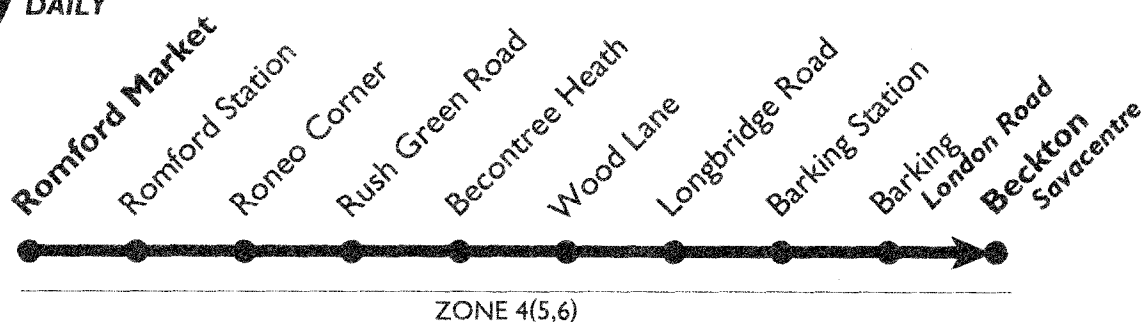 DAILY
Romford Market
Romford Station
Roneo Corner
Rush Green Road
Becontree Heath
Wood Lane
Longbridge Road
Barking Station
Barking
London Road
Beckton
Savacentre
ZONE 4(5,6)